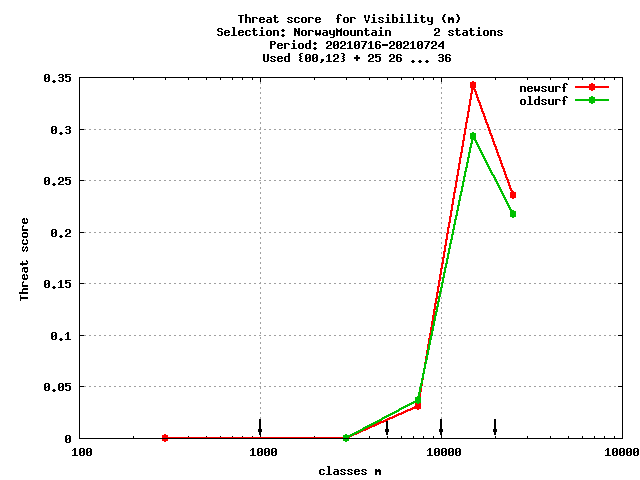 Threat score  for Visibility (m)
Selection: NorwayMountain      2 stations
Period: 20210716-20210724
Used {00,12} + 25 26 ... 36
newsurf
oldsurf
0.35
0.3
0.25
0.2
0.15
0.1
0.05
0
Threat score
100
1000
10000
10000
classes m